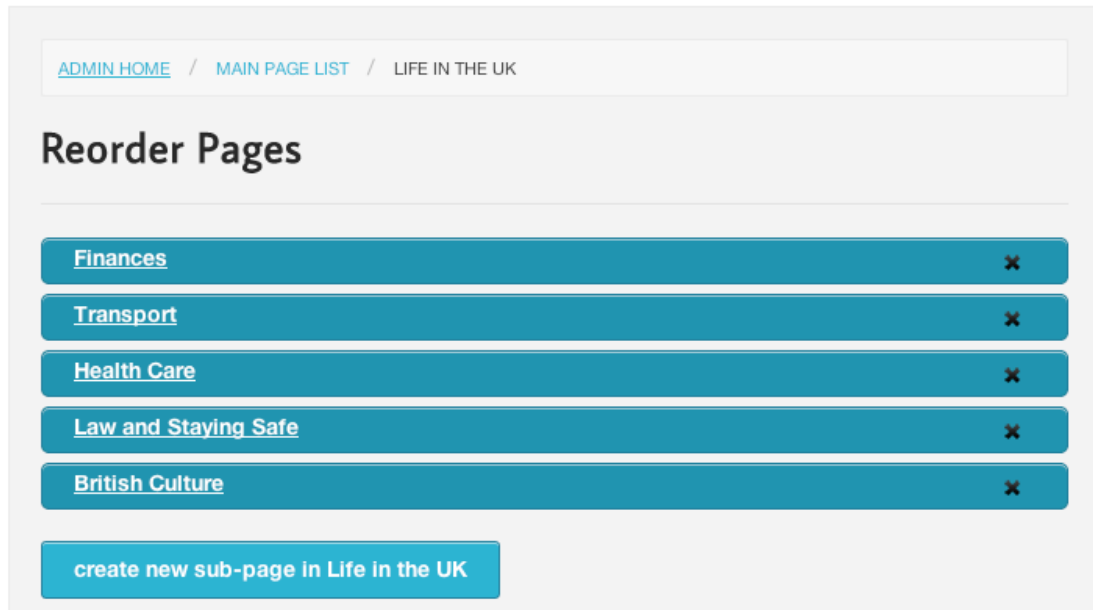 ADMIN HOME / MAIN PAGE LIST / LIFE IN THE UK
Reorder Pages
Finances
Transport
Health Care
Law and Staying Safe
British Culture
create new sub-page in Life in the UK